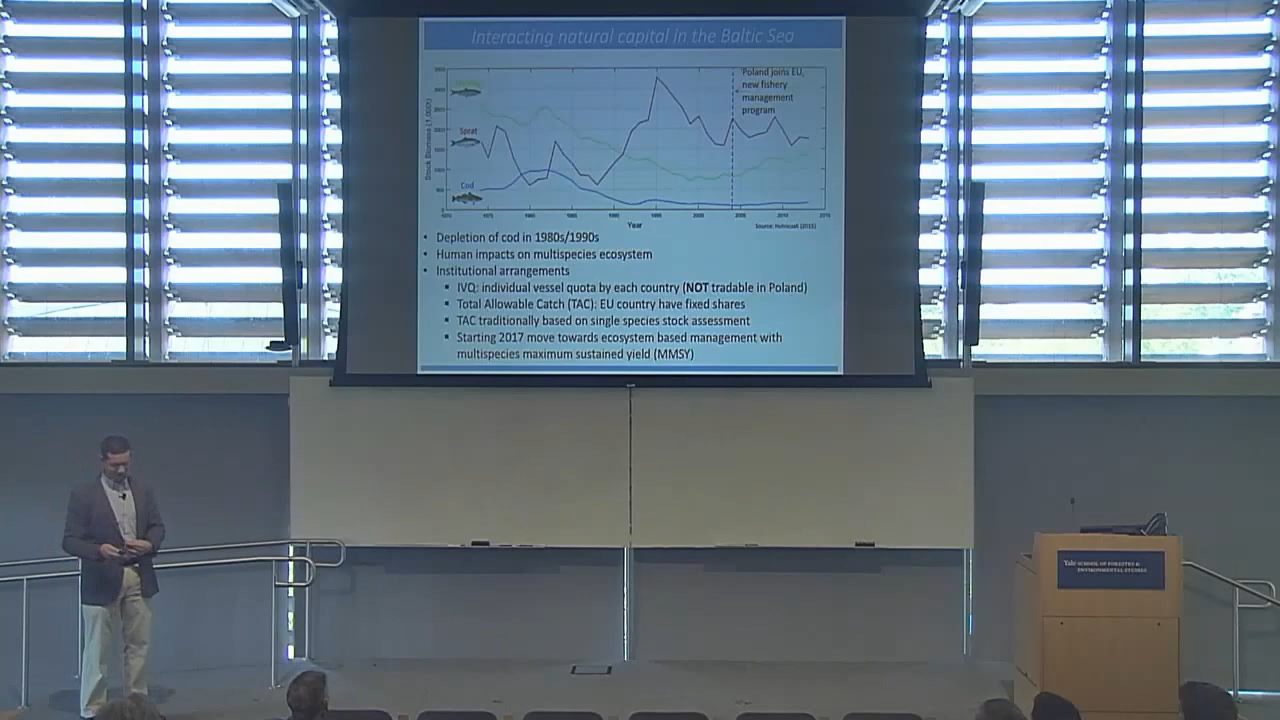 Interacting natural capital in the Baltic Sea
Poland joins EU,
new fishery
management
program
Sprat
Cod
Stock Biomass (1,000t)
Year
• Depletion of cod in 1980s/1990s
• Human impacts on multispecies ecosystem
• Institutional arrangements
▪ IVQ: individual vessel quota by each country (NOT tradable in Poland)
▪ Total Allowable Catch (TAC): EU country have fixed shares
▪ TAC traditionally based on single species stock assessment
▪ Starting 2017 move towards ecosystem based management with
multispecies maximum sustained yield (MMSY)
Yale SCHOOL OF FORESTRY &
ENVIRONMENTAL STUDIES